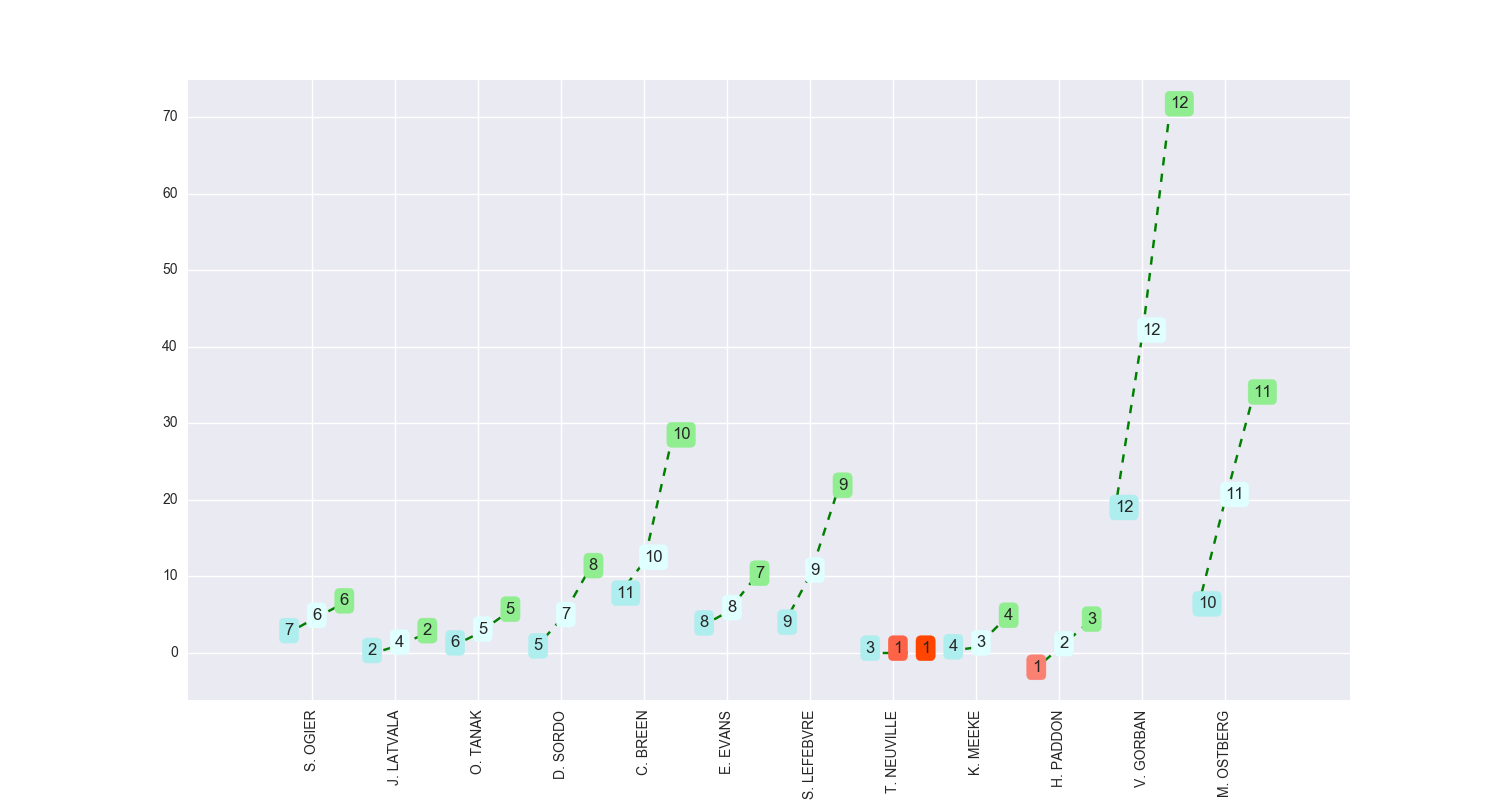 70
60
50
40
30
20
10
0
7 6 6
2 4 2
6 5 5
5 7 8
11 10 10
8 8 7
9 9 9
3 1 1
4 3 4
1 2 3
12 12 12
10 11 11
S. OGIER
J. LATVALA
O. TANAK
D. SORDO
C. BREEN
E. EVANS
S. LEFEBVRE
T. NEUVILLE
K. MEEKE
H. PADDON
V. GORBAN
M. OSTBERG